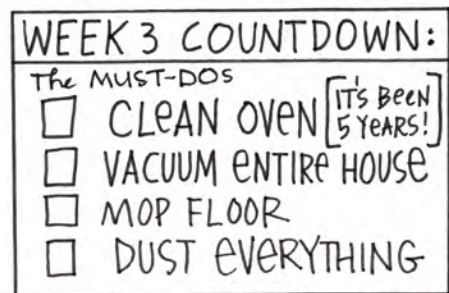 WEEK 3 COUNTDOWN:
The MUST-DOS
CLEAN OVEN [IT'S BEEN
5 YEARS!]
VACUUM ENTIRE HOUSE
MOP FLOOR
DUST EVERYTHING